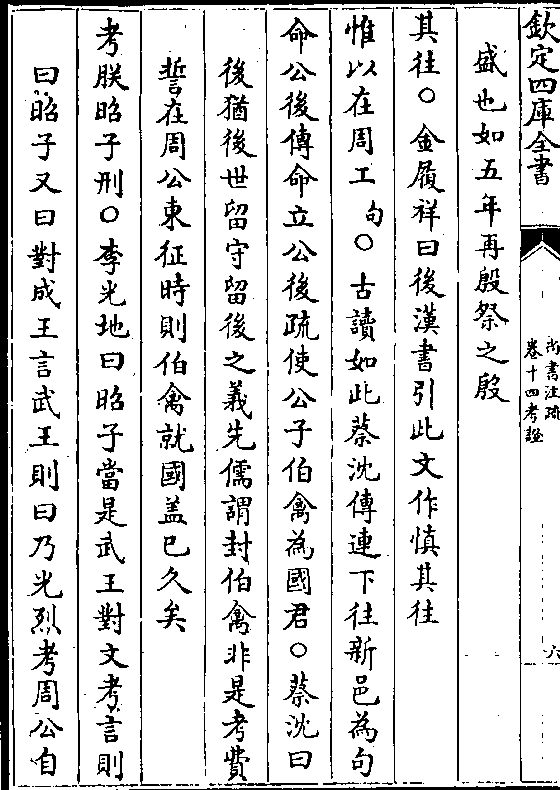 欽定四庫全書
尚書注疏
卷十四考證
六
盛也如五年再殷祭之殷
其往○金履祥曰後漢書引此文作慎其往
惟以在周工句○古讀如此蔡沈傳連下往新邑為句
命公後傳命立公後疏使公子伯禽為國君○蔡沈曰
後猶後世留守留後之義先儒謂封伯禽非是考費
誓在周公東征時則伯禽就國盖已久矣
考朕昭子刑○李光地曰昭子當是武王對文考言則
曰昭子又曰對成王言武王則曰乃光烈考周公自